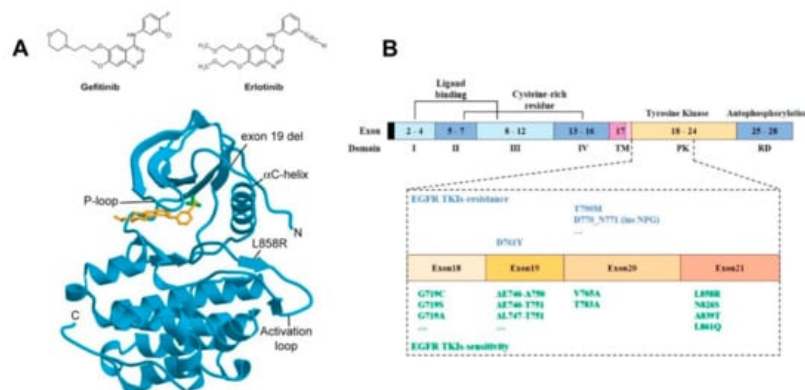 A
Gefitinib
Erlotinib
exon 19 del
αC-helix
P-loop
N
L858R
C
Activation
loop
B
Ligand
binding
Cysteine-rich
residue
Tyrosine Kinase
Autophosphorylation
Exon 2 - 4 5 - 7 8 - 12 13 - 16 17 18 - 24 25 - 28
Domain I II III IV TM PK RD
EGFR TKIs-resistance
T790M
D770_N771 (ins NPG)
...
D761Y
Exon18 Exon19 Exon20 Exon21
G719C ΔE746-A750 V765A L858R
G719S ΔE746-T751 T783A N826S
G719A ΔL747-T751 A839T
... ... L861Q
EGFR TKIs-sensitivity